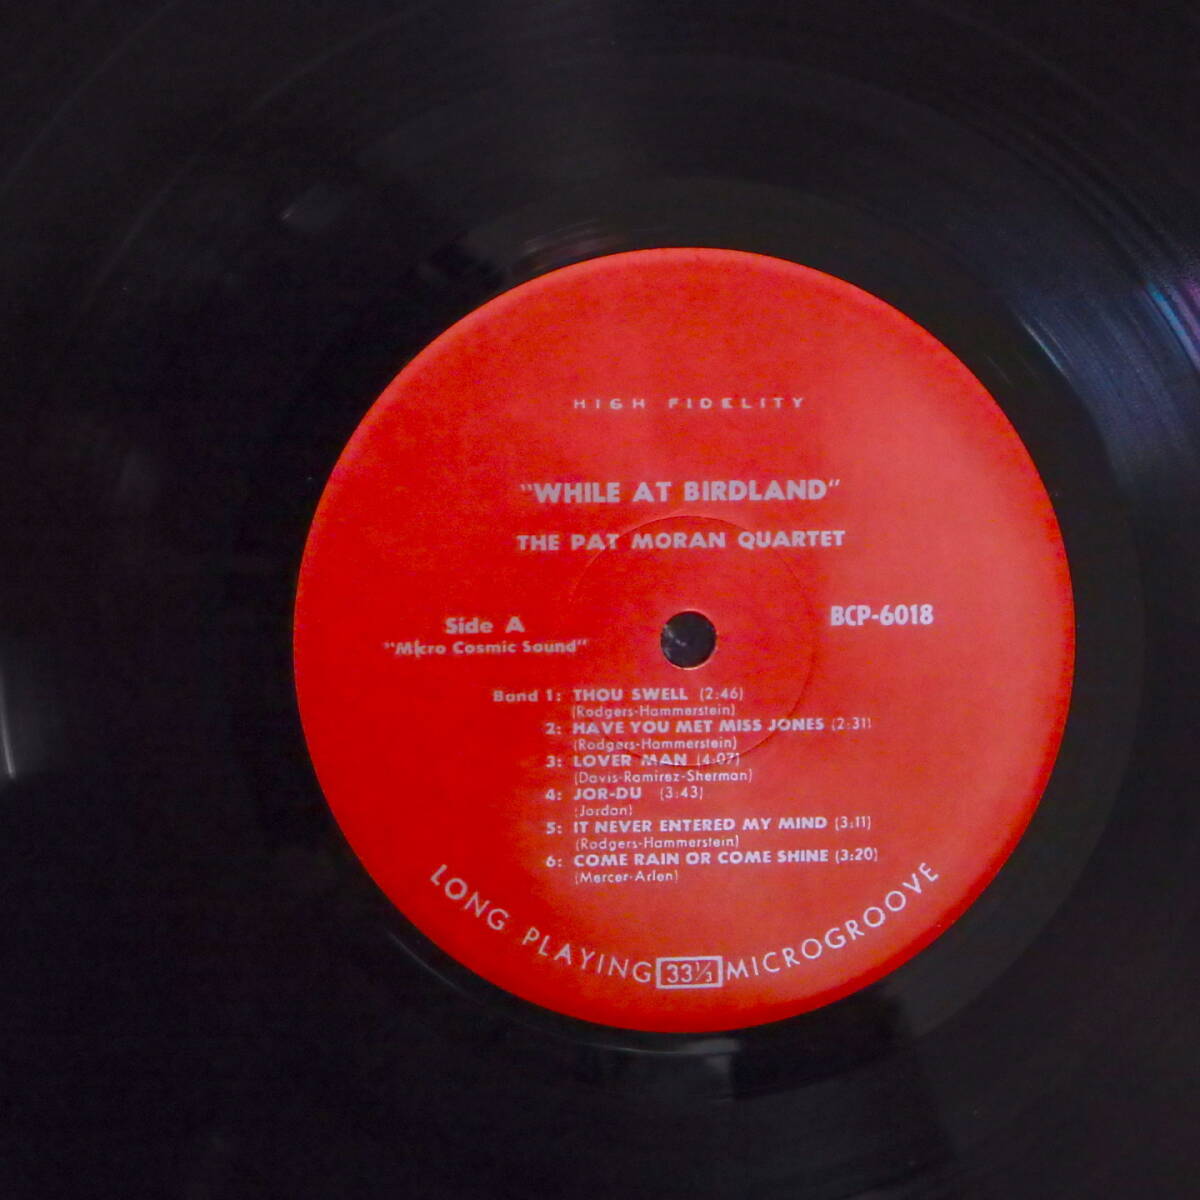 HIGH FIDELITY
"WHILE AT BIRDLAND"
THE PAT MORAN QUARTET
Side A
"Micro Cosmic Sound"
BCP-6018
Band 1: THOU SWELL (2:46)
(Rodgers-Hammerstein)
2: HAVE YOU MET MISS JONES (2:31)
(Rodgers-Hammerstein)
3: LOVER MAN (4:07)
(Davis-Ramirez-Sherman)
4: JOR-DU (3:43)
(Jordan)
5: IT NEVER ENTERED MY MIND (3:11)
(Rodgers-Hammerstein)
6: COME RAIN OR COME SHINE (3:20)
(Mercer-Arlen)
LONG PLAYING 33⅓ MICROGROOVE